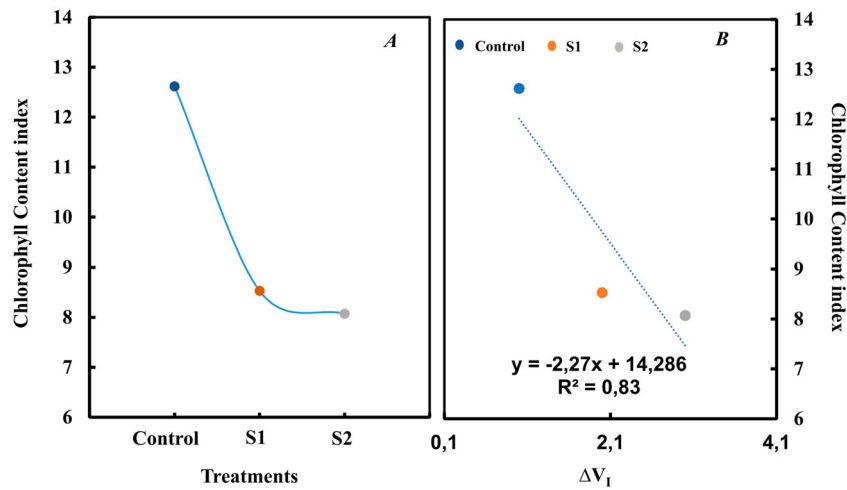 14
13
12
11
10
9
8
7
6
Chlorophyll Content index
A
Control
S1
S2
Treatments
Control
S1
S2
B
14
13
12
11
10
9
8
7
6
Chlorophyll Content index
y = -2,27x + 14,286
R² = 0,83
0,1
2,1
4,1
ΔV_I